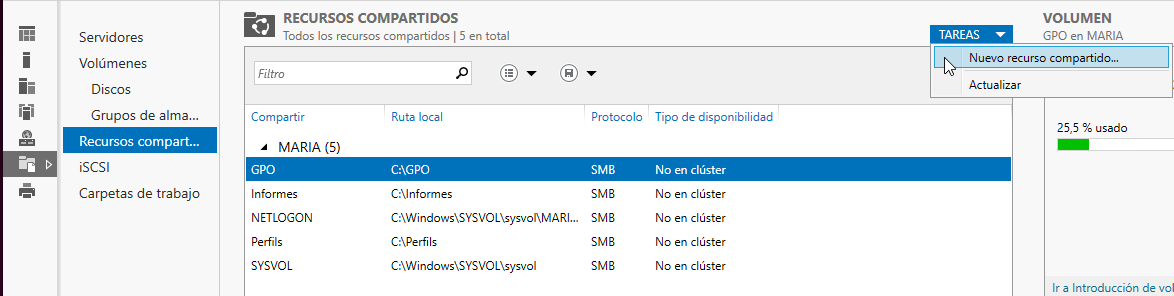 Servidores
Volúmenes
Discos
Grupos de alma...
Recursos compart...
iSCSI
Carpetas de trabajo
RECURSOS COMPARTIDOS
Todos los recursos compartidos | 5 en total
TAREAS
Nuevo recurso compartido...
Actualizar
Filtro
Compartir Ruta local Protocolo Tipo de disponibilidad
MARIA (5)
GPO C:\GPO SMB No en clúster
Informes C:\Informes SMB No en clúster
NETLOGON C:\Windows\SYSVOL\sysvol\MARI... SMB No en clúster
Perfils C:\Perfils SMB No en clúster
SYSVOL C:\Windows\SYSVOL\sysvol SMB No en clúster
VOLUMEN
GPO en MARIA
25,5 % usado
Ir a Introducción de vo